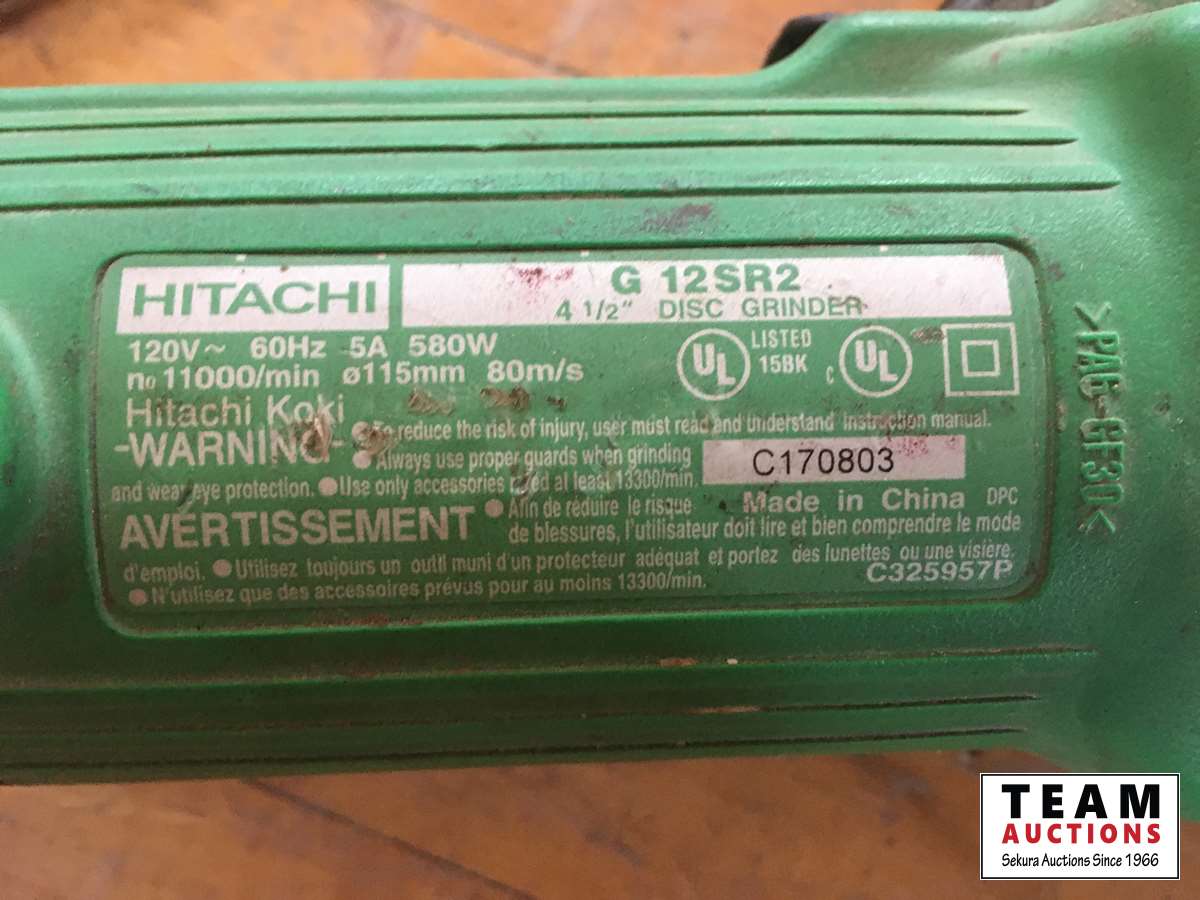 HITACHI
G 12SR2
4 1/2" DISC GRINDER
120V~ 60Hz 5A 580W
no 11000/min ø115mm 80m/s
UL LISTED
15BK
C UL
Hitachi Koki
-WARNING- ●To reduce the risk of injury, user must read and understand instruction manual.
●Always use proper guards when grinding
and wear eye protection. ●Use only accessories rated at least 13300/min.
C170803
Made in China DPC
AVERTISSEMENT ●Afin de réduire le risque
de blessures, l'utilisateur doit lire et bien comprendre le mode
d'emploi. ●Utilisez toujours un outil muni d'un protecteur adéquat et portez des lunettes ou une visière.
●N'utilisez que des accessoires prévus pour au moins 13300/min.
C325957P
>PA6-GF30<
TEAM
AUCTIONS
Sekura Auctions Since 1966